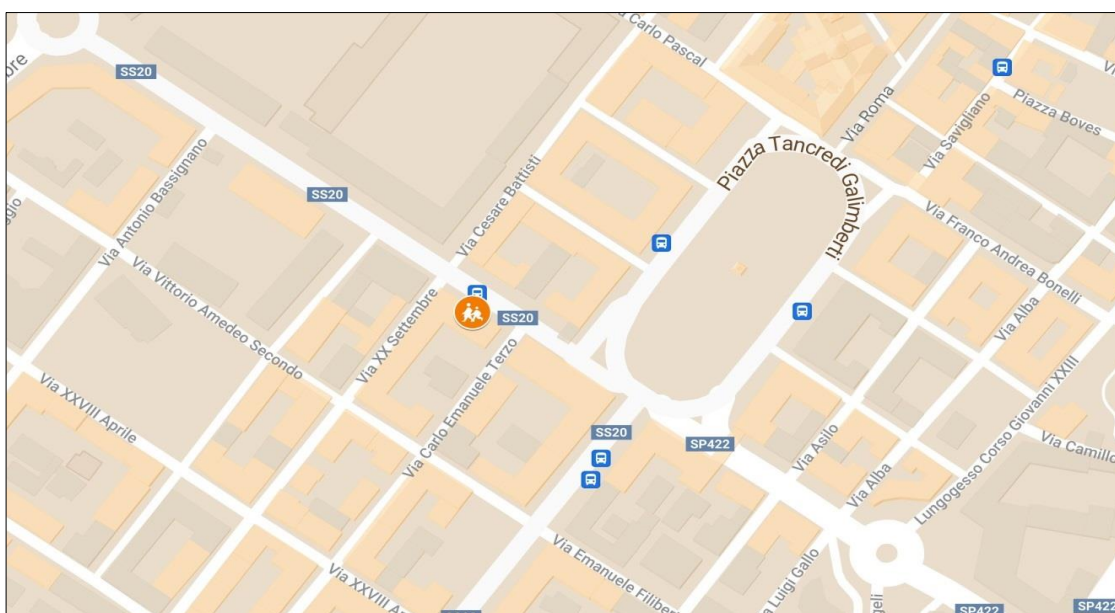 Carlo Pascal
SS20
Via Roma
Via Savigliano
Piazza Boves
Piazza Tancredi Galimberti
Via Antonio Bassignano
Via Cesare Battisti
SS20
Via Franco Andrea Bonelli
Via Vittorio Amedeo Secondo
Via XX Settembre
SS20
Via Alba
Via Carlo Emanuele Terzo
Via XXVIII Aprile
Lungogesso Corso Giovanni XXIII
SS20
SP422
Via Asilo
Via Camillo
Via Alba
Via Emanuele Filiber
Luigi Gallo
Via XXVIII A
SP422
SP422